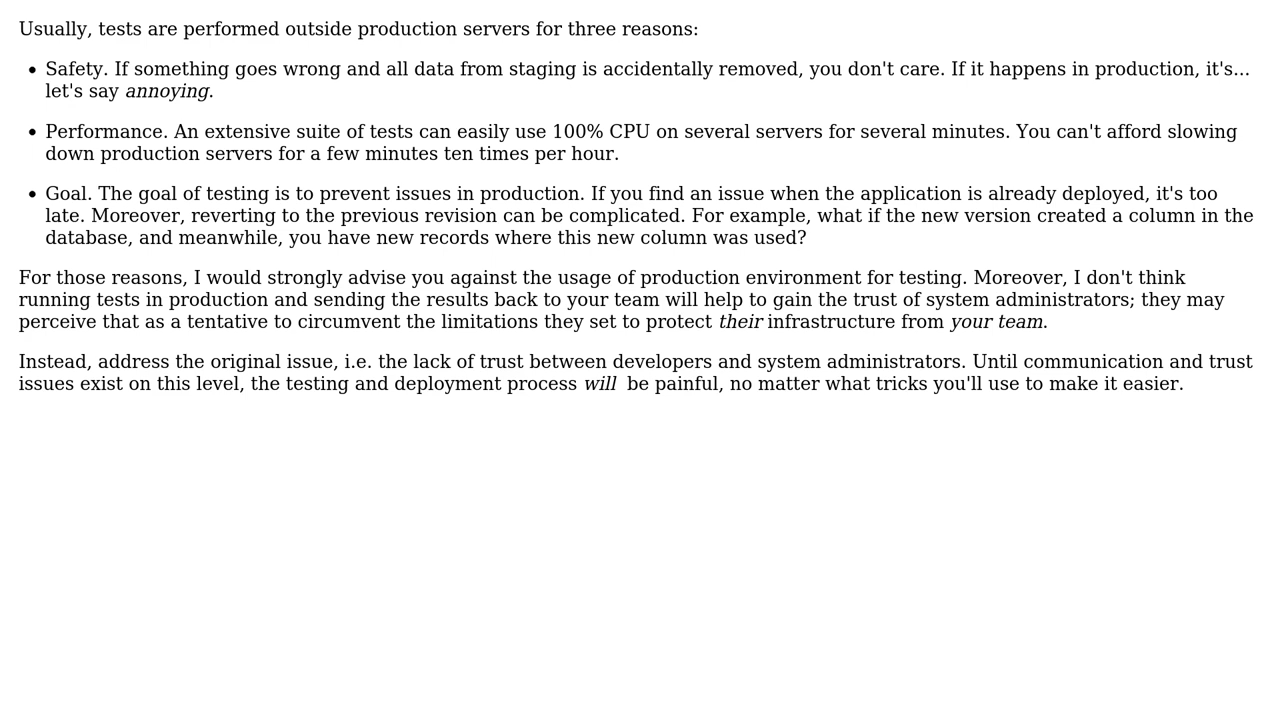 Usually, tests are performed outside production servers for three reasons:
• Safety. If something goes wrong and all data from staging is accidentally removed, you don't care. If it happens in production, it's...
let's say annoying.
• Performance. An extensive suite of tests can easily use 100% CPU on several servers for several minutes. You can't afford slowing
down production servers for a few minutes ten times per hour.
• Goal. The goal of testing is to prevent issues in production. If you find an issue when the application is already deployed, it's too
late. Moreover, reverting to the previous revision can be complicated. For example, what if the new version created a column in the
database, and meanwhile, you have new records where this new column was used?
For those reasons, I would strongly advise you against the usage of production environment for testing. Moreover, I don't think
running tests in production and sending the results back to your team will help to gain the trust of system administrators; they may
perceive that as a tentative to circumvent the limitations they set to protect their infrastructure from your team.
Instead, address the original issue, i.e. the lack of trust between developers and system administrators. Until communication and trust
issues exist on this level, the testing and deployment process will be painful, no matter what tricks you'll use to make it easier.